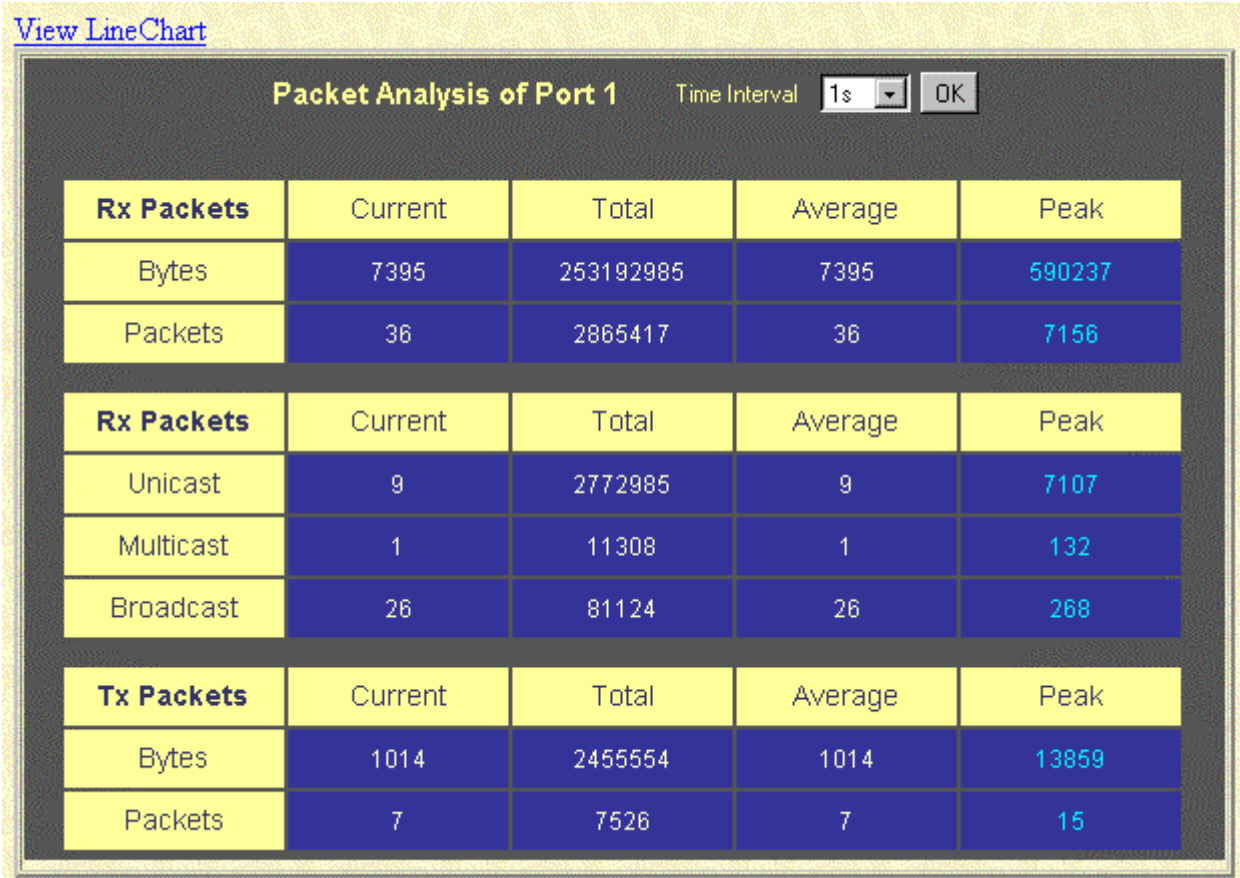 View LineChart
Packet Analysis of Port 1 Time Interval 1s OK
Rx Packets Current Total Average Peak
Bytes 7395 253192985 7395 590237
Packets 36 2865417 36 7156
Rx Packets Current Total Average Peak
Unicast 9 2772985 9 7107
Multicast 1 11308 1 132
Broadcast 26 81124 26 268
Tx Packets Current Total Average Peak
Bytes 1014 2455554 1014 13859
Packets 7 7526 7 15